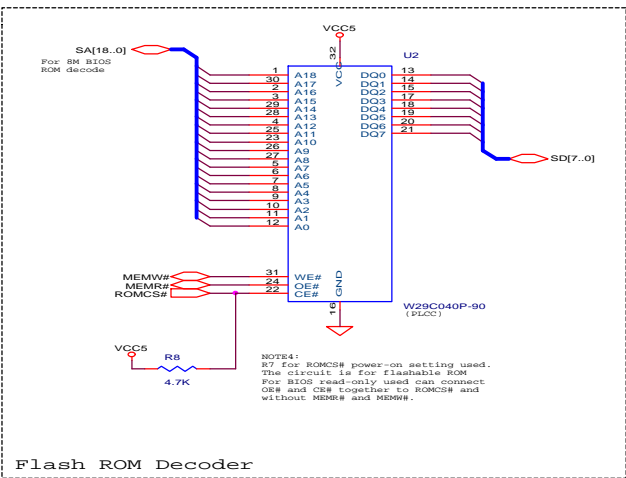 VCC5
SA[18..0]
For 8M BIOS
ROM decode
U2
32
VCC
1 A18 DQ0 13
30 A17 DQ1 14
2 A16 DQ2 15
3 A15 DQ3 17
29 A14 DQ4 18
28 A13 DQ5 19
4 A12 DQ6 20
25 A11 DQ7 21
23 A10
26 A9
27 A8
5 A7
6 A6
7 A5
8 A4
9 A3
10 A2
11 A1
12 A0
SD[7..0]
MEMW# 31 WE#
MEMR# 24 OE#
ROMCS# 22 CE#
GND
16
W29C040P-90
(PLCC)
VCC5
R8
4.7K
NOTE4:
R7 for ROMCS# power-on setting used.
The circuit is for flashable ROM
For BIOS read-only used can connect
OE# and CE# together to ROMCS# and
without MEMR# and MEMW#.
Flash ROM Decoder